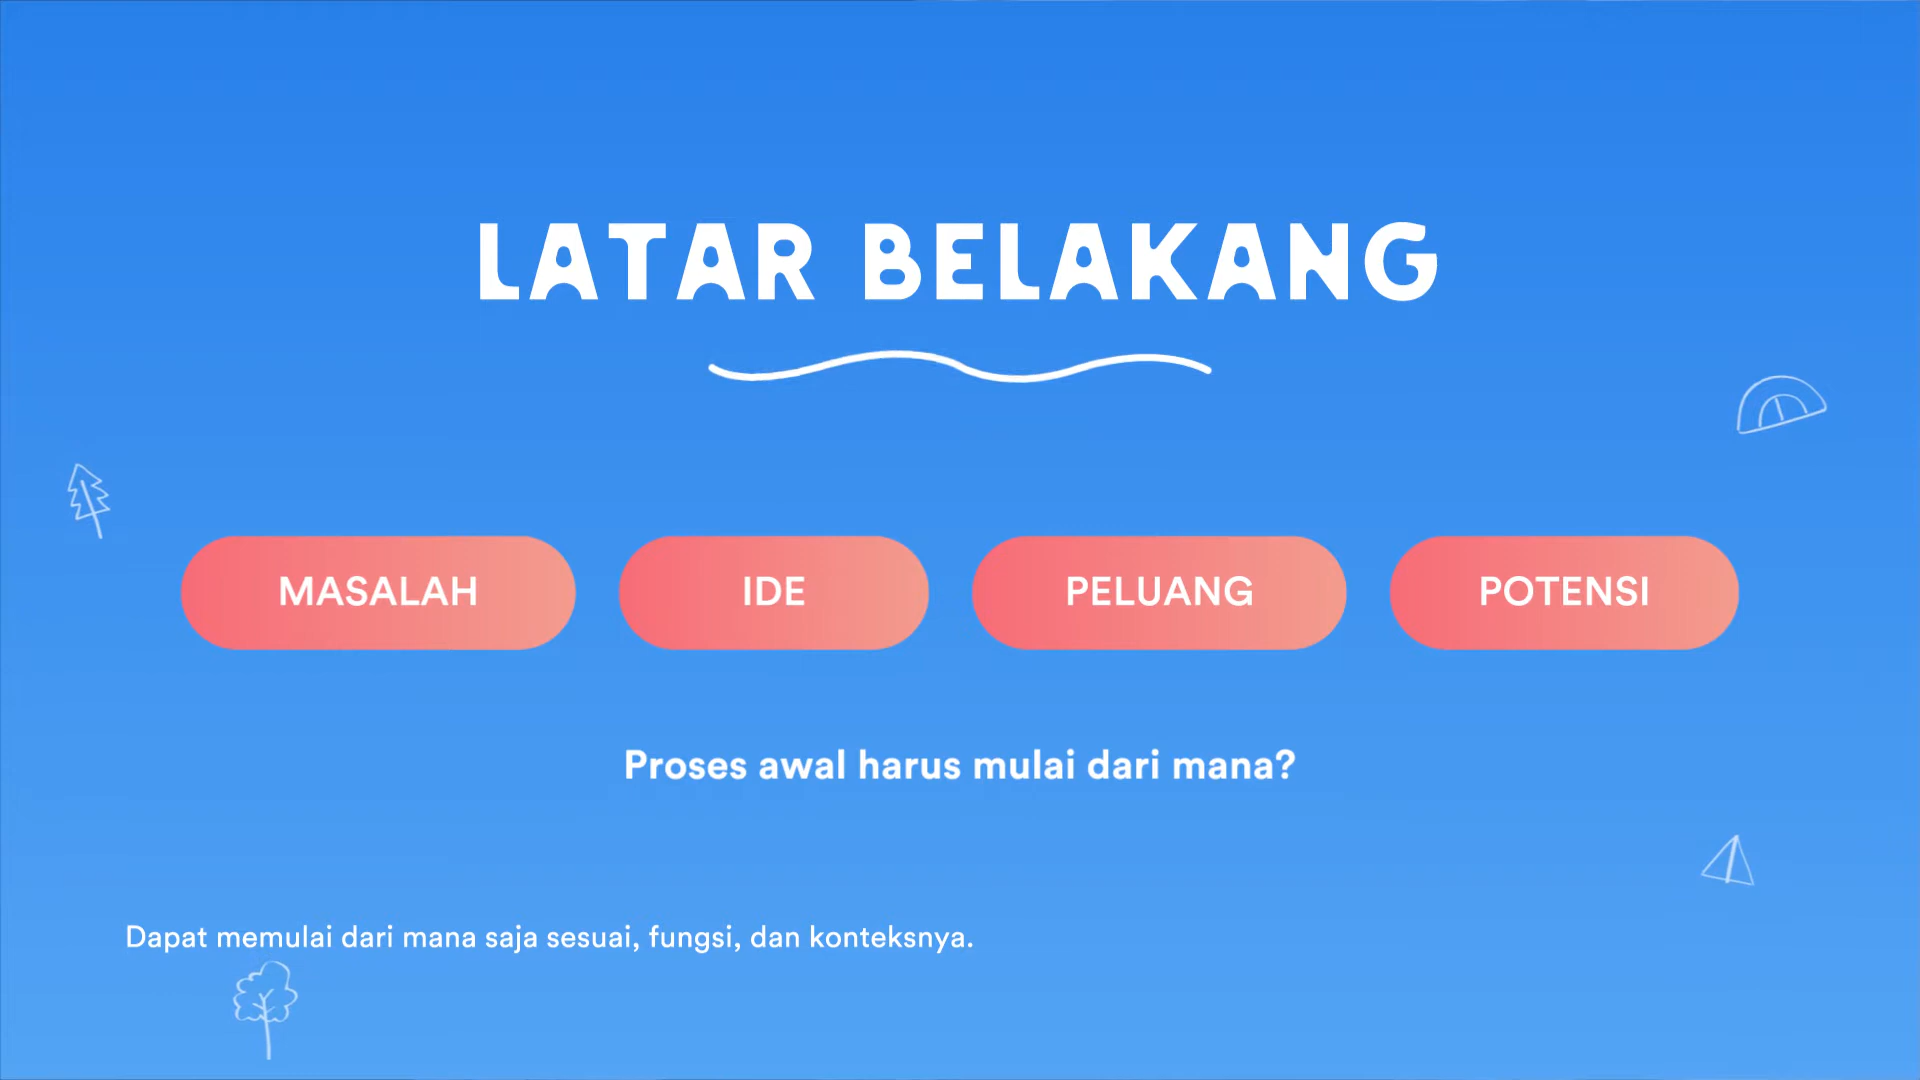 LATAR BELAKANG
MASALAH
IDE
PELUANG
POTENSI
Proses awal harus mulai dari mana?
Dapat memulai dari mana saja sesuai, fungsi, dan konteksnya.